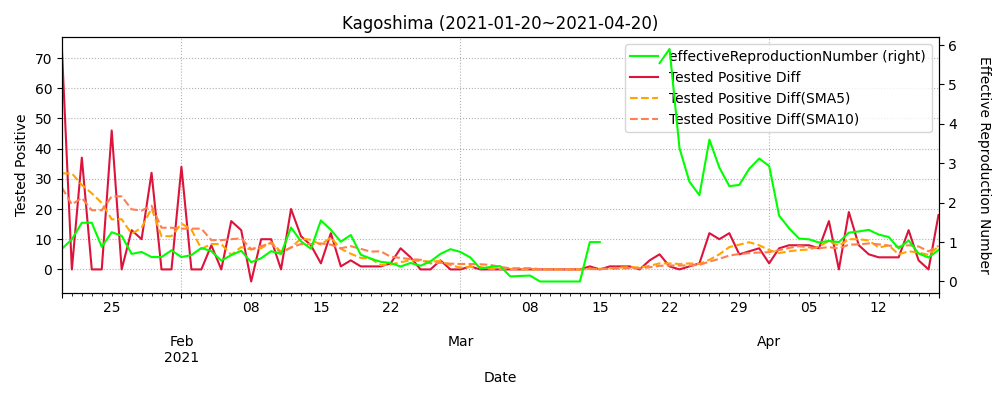 Kagoshima (2021-01-20~2021-04-20)
effectiveReproductionNumber (right)
Tested Positive Diff
Tested Positive Diff(SMA5)
Tested Positive Diff(SMA10)
Tested Positive
70
60
50
40
30
20
10
0
6
5
4
3
2
1
0
Effective Reproduction Number
25 08 15 22 08 15 22 29 05 12
Feb Mar Apr
2021
Date